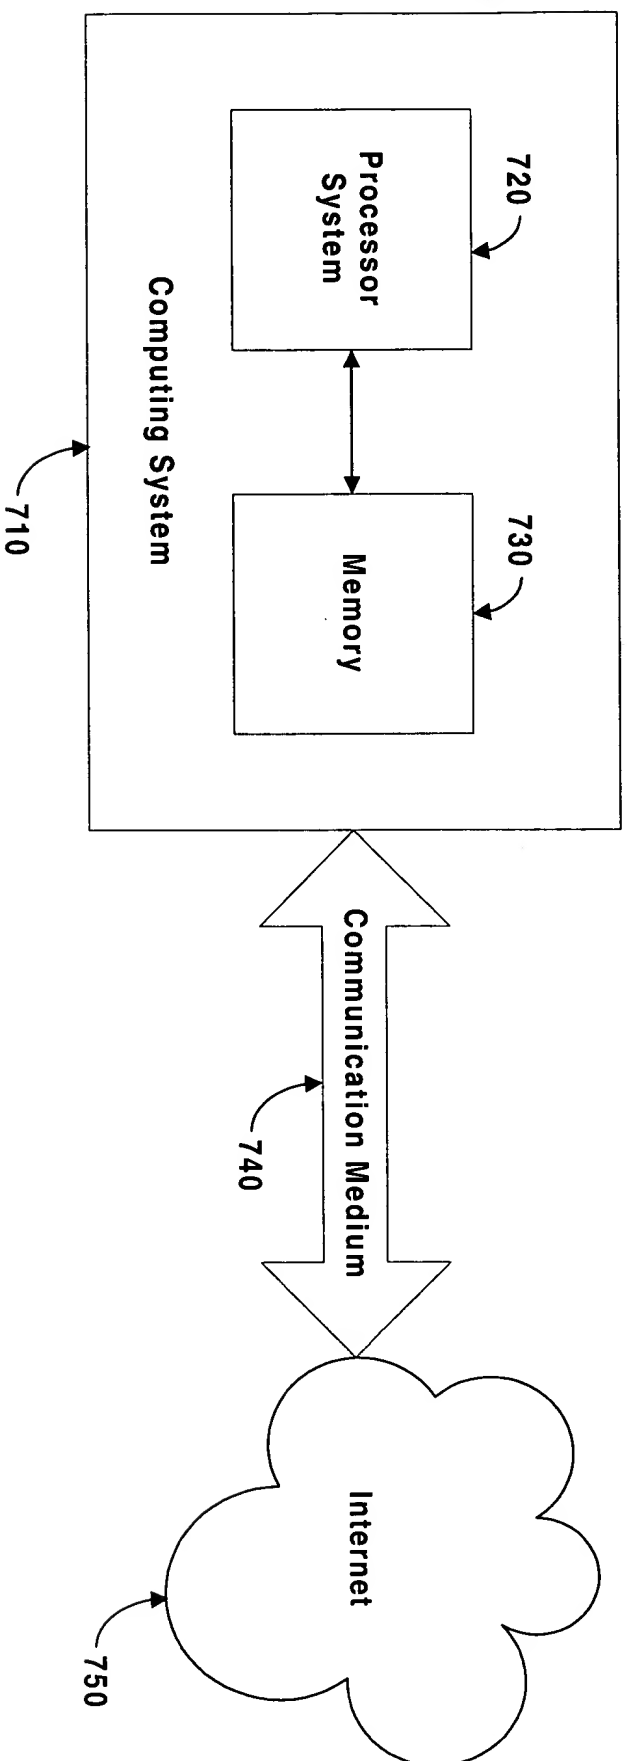 720
Processor
System
730
Memory
Computing System
710
Communication Medium
740
Internet
750